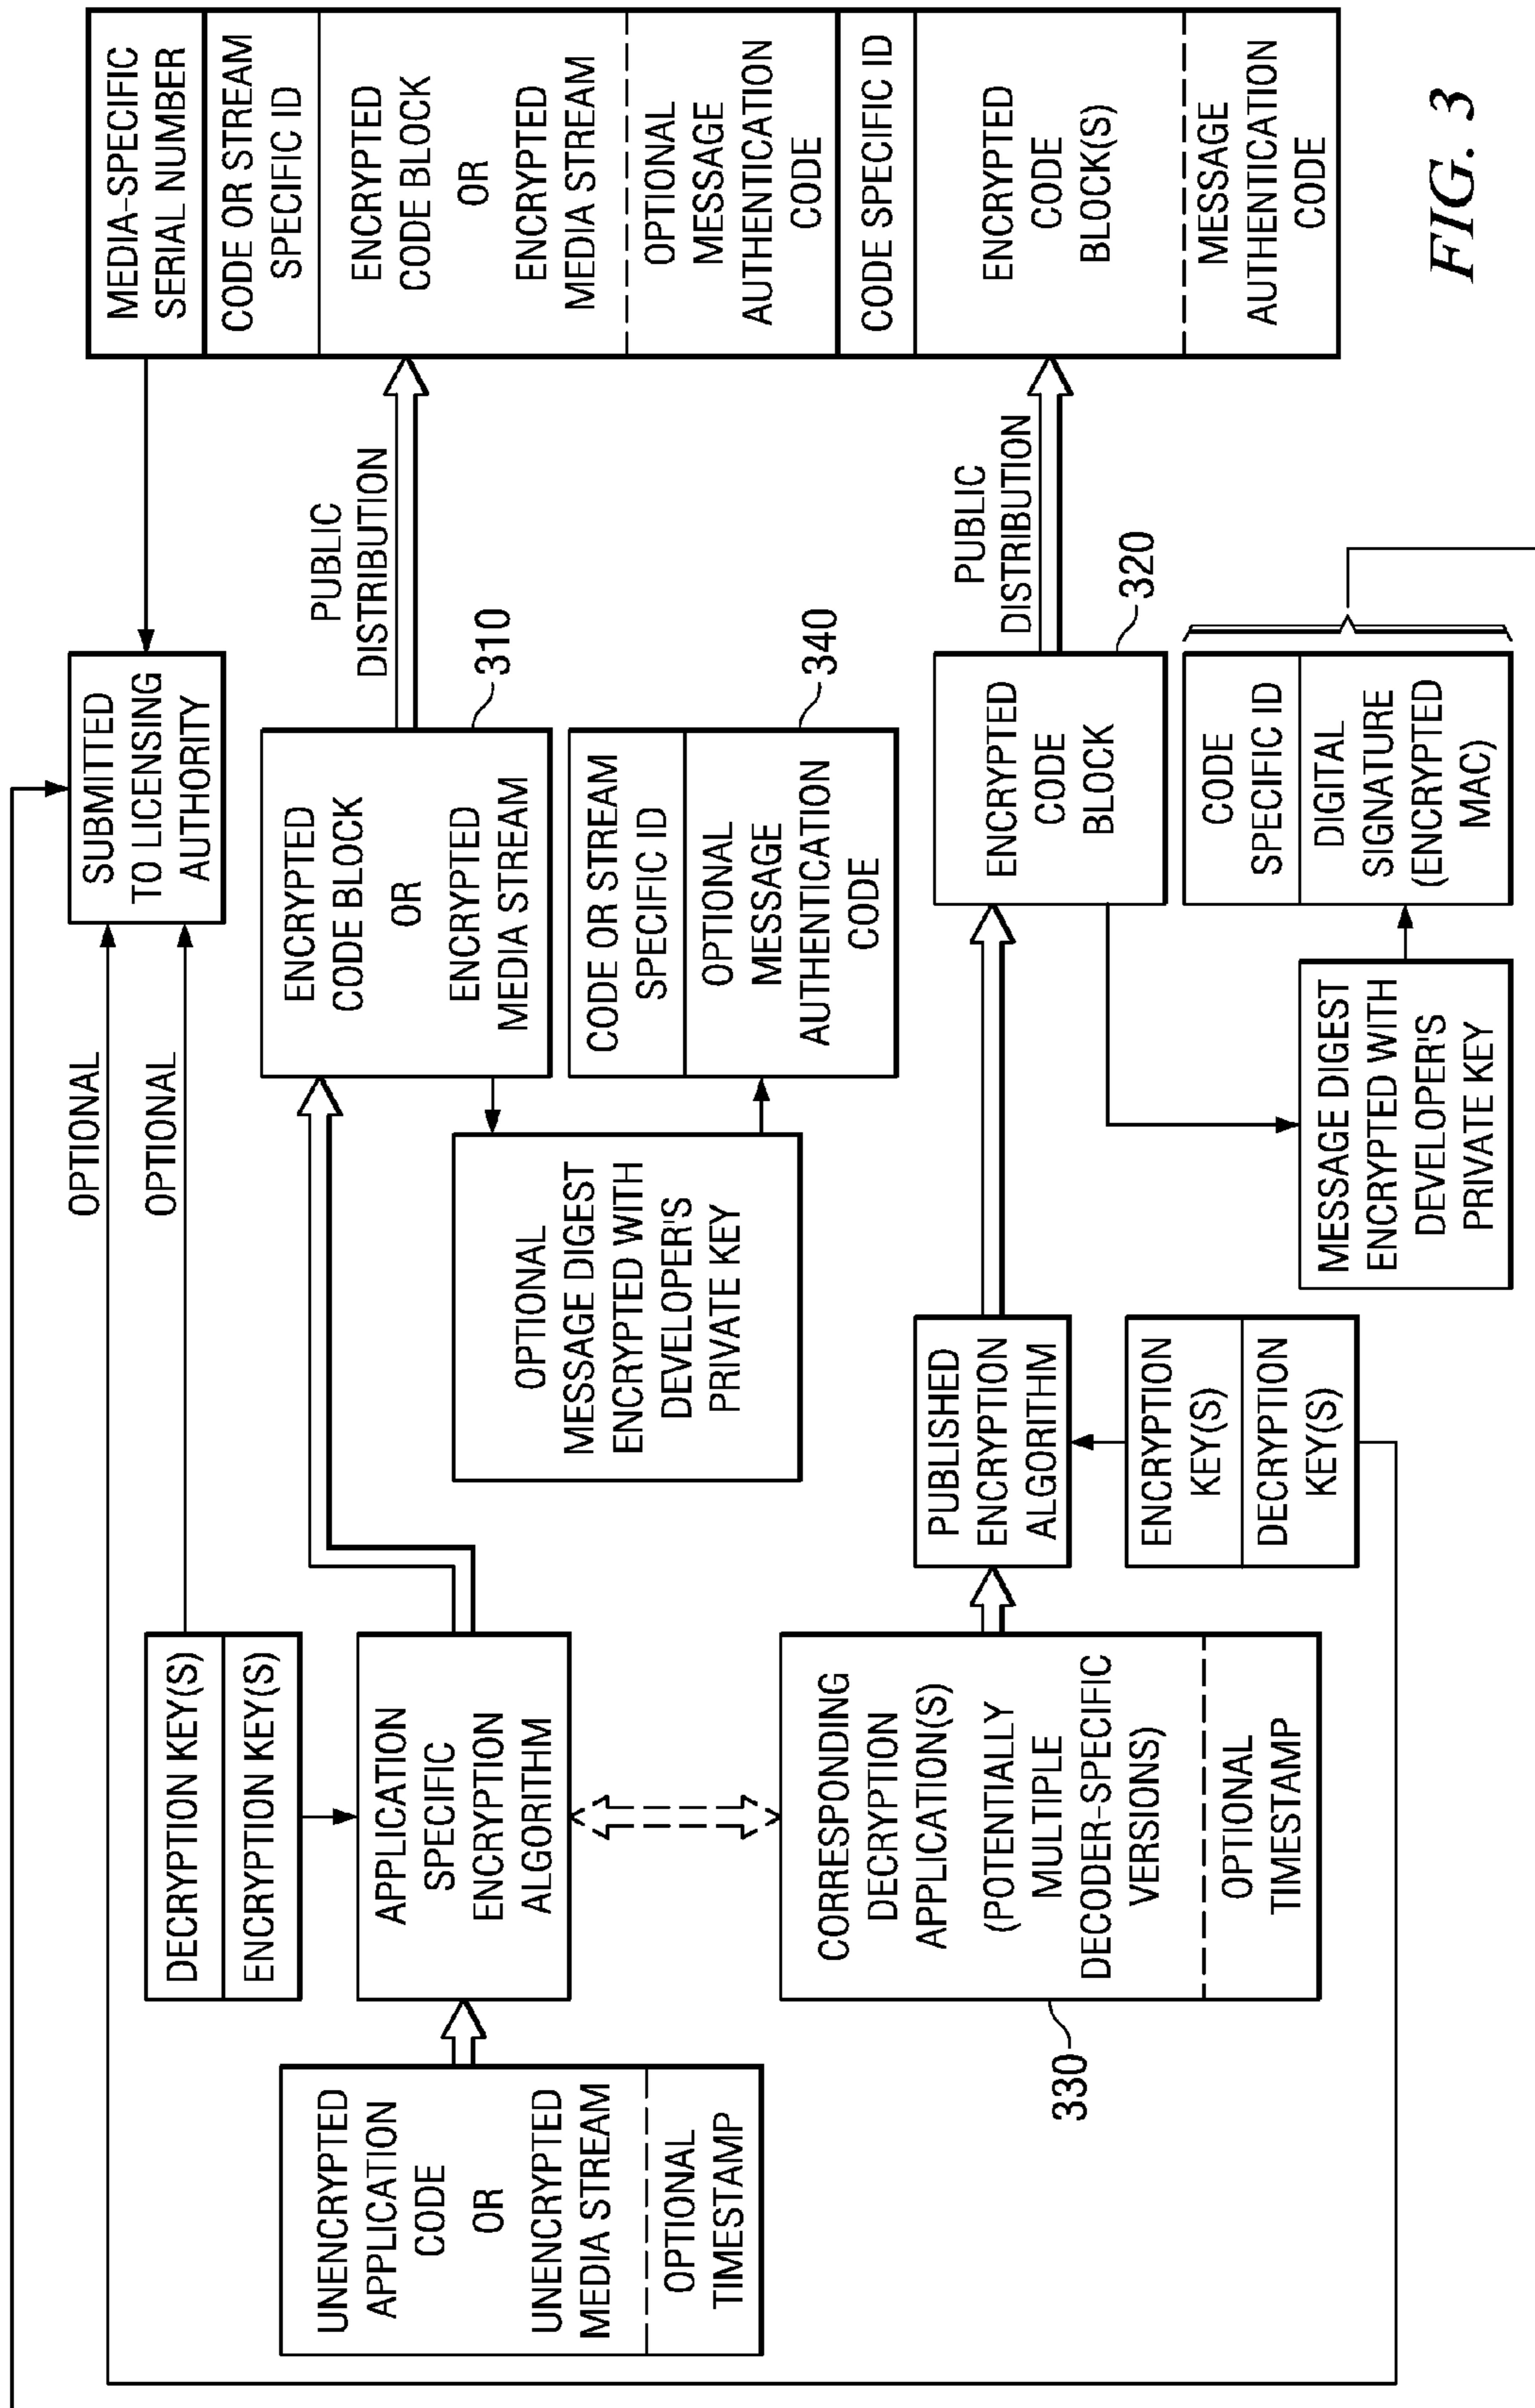 UNENCRYPTED
APPLICATION
CODE
OR
UNENCRYPTED
MEDIA STREAM
OPTIONAL
TIMESTAMP
DECRYPTION KEY(S)
ENCRYPTION KEY(S)
APPLICATION
SPECIFIC
ENCRYPTION
ALGORITHM
CORRESPONDING
DECRYPTION
APPLICATION(S)
(POTENTIALLY
MULTIPLE
DECODER-SPECIFIC
VERSIONS)
OPTIONAL
TIMESTAMP
330
OPTIONAL
OPTIONAL
OPTIONAL
MESSAGE DIGEST
ENCRYPTED WITH
DEVELOPER'S
PRIVATE KEY
PUBLISHED
ENCRYPTION
ALGORITHM
ENCRYPTION
KEY(S)
DECRYPTION
KEY(S)
MESSAGE DIGEST
ENCRYPTED WITH
DEVELOPER'S
PRIVATE KEY
SUBMITTED
TO LICENSING
AUTHORITY
ENCRYPTED
CODE BLOCK
OR
ENCRYPTED
MEDIA STREAM
310
CODE OR STREAM
SPECIFIC ID
OPTIONAL
MESSAGE
AUTHENTICATION
CODE
340
ENCRYPTED
CODE
BLOCK
320
CODE
SPECIFIC ID
DIGITAL
SIGNATURE
(ENCRYPTED
MAC)
PUBLIC
DISTRIBUTION
PUBLIC
DISTRIBUTION
MEDIA-SPECIFIC
SERIAL NUMBER
CODE OR STREAM
SPECIFIC ID
ENCRYPTED
CODE BLOCK
OR
ENCRYPTED
MEDIA STREAM
OPTIONAL
MESSAGE
AUTHENTICATION
CODE
CODE SPECIFIC ID
ENCRYPTED
CODE
BLOCK(S)
MESSAGE
AUTHENTICATION
CODE
FIG. 3